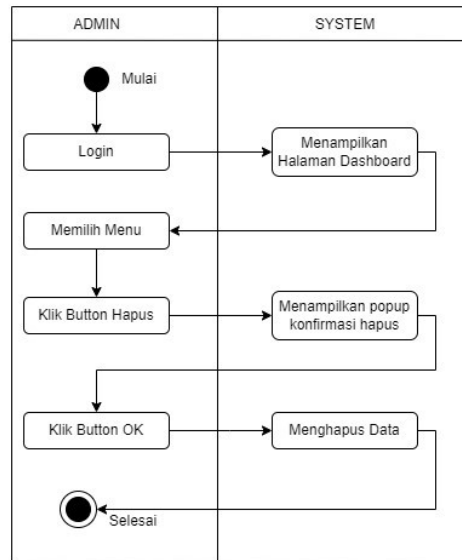 ADMIN
SYSTEM
Mulai
Login
Menampilkan
Halaman Dashboard
Memilih Menu
Klik Button Hapus
Menampilkan popup
konfirmasi hapus
Klik Button OK
Menghapus Data
Selesai